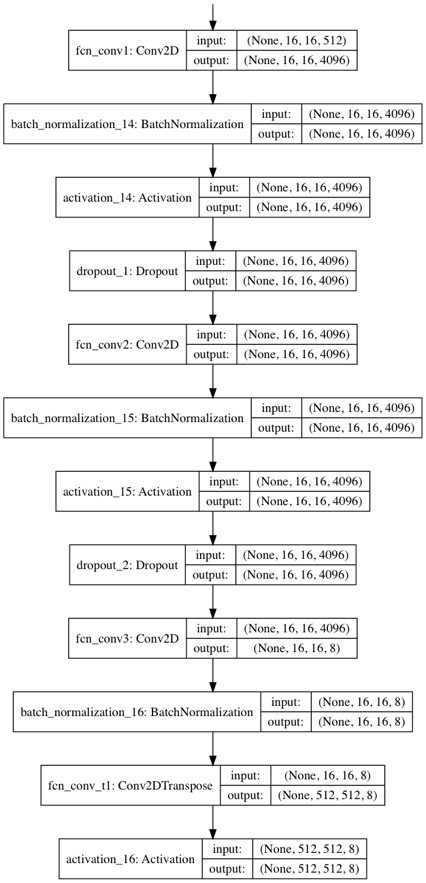 fcn_conv1: Conv2D input: (None, 16, 16, 512)
output: (None, 16, 16, 4096)
batch_normalization_14: BatchNormalization input: (None, 16, 16, 4096)
output: (None, 16, 16, 4096)
activation_14: Activation input: (None, 16, 16, 4096)
output: (None, 16, 16, 4096)
dropout_1: Dropout input: (None, 16, 16, 4096)
output: (None, 16, 16, 4096)
fcn_conv2: Conv2D input: (None, 16, 16, 4096)
output: (None, 16, 16, 4096)
batch_normalization_15: BatchNormalization input: (None, 16, 16, 4096)
output: (None, 16, 16, 4096)
activation_15: Activation input: (None, 16, 16, 4096)
output: (None, 16, 16, 4096)
dropout_2: Dropout input: (None, 16, 16, 4096)
output: (None, 16, 16, 4096)
fcn_conv3: Conv2D input: (None, 16, 16, 4096)
output: (None, 16, 16, 8)
batch_normalization_16: BatchNormalization input: (None, 16, 16, 8)
output: (None, 16, 16, 8)
fcn_conv_t1: Conv2DTranspose input: (None, 16, 16, 8)
output: (None, 512, 512, 8)
activation_16: Activation input: (None, 512, 512, 8)
output: (None, 512, 512, 8)